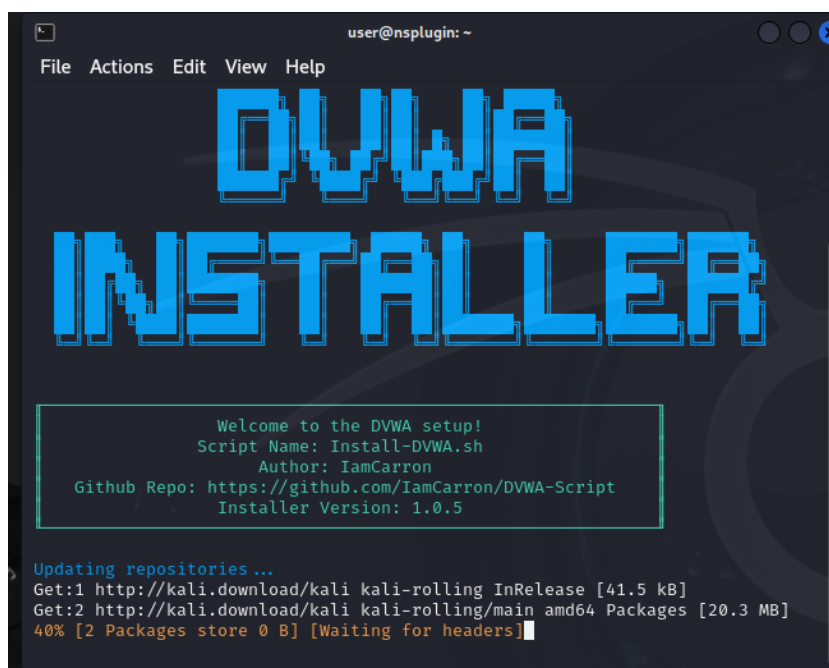 user@nsplugin: ~
File Actions Edit View Help
DVWA
INSTALLER
Welcome to the DVWA setup!
Script Name: Install-DVWA.sh
Author: IamCarron
Github Repo: https://github.com/IamCarron/DVWA-Script
Installer Version: 1.0.5
Updating repositories...
Get:1 http://kali.download/kali kali-rolling InRelease [41.5 kB]
Get:2 http://kali.download/kali kali-rolling/main amd64 Packages [20.3 MB]
40% [2 Packages store 0 B] [Waiting for headers]